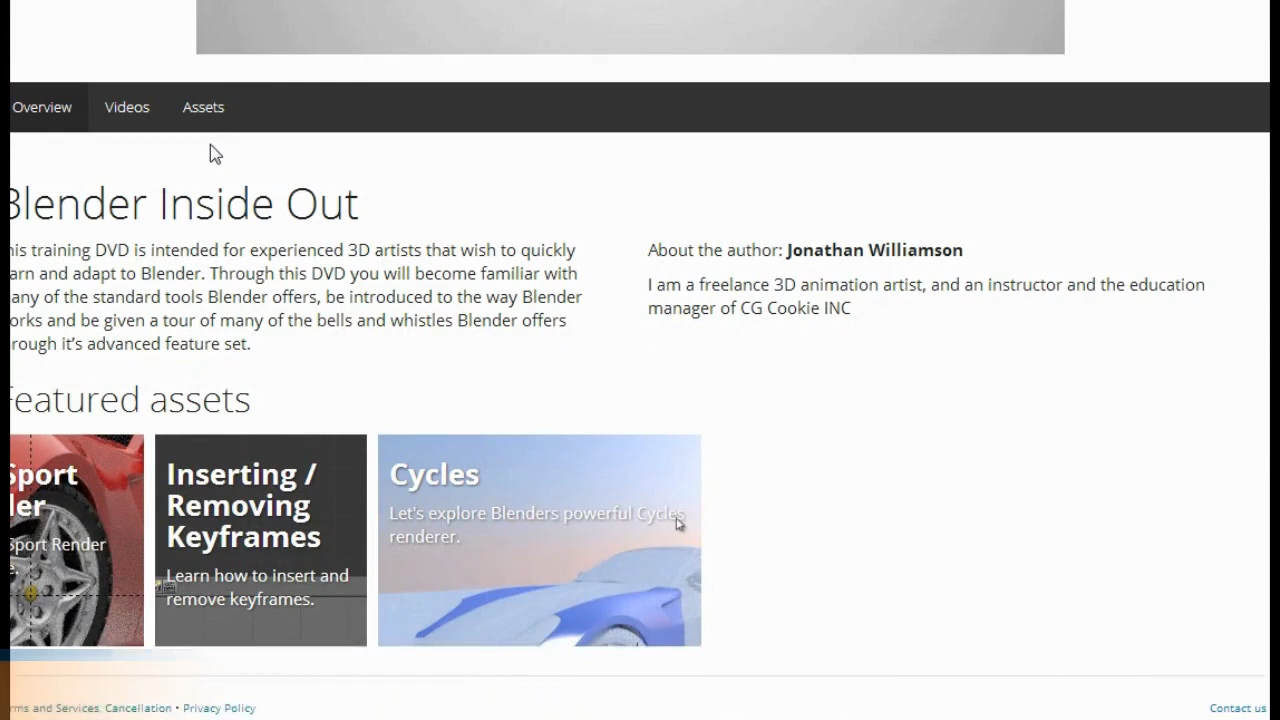 Overview Videos Assets
Blender Inside Out
his training DVD is intended for experienced 3D artists that wish to quickly
arn and adapt to Blender. Through this DVD you will become familiar with
any of the standard tools Blender offers, be introduced to the way Blender
orks and be given a tour of many of the bells and whistles Blender offers
rough it's advanced feature set.
About the author: Jonathan Williamson
I am a freelance 3D animation artist, and an instructor and the education
manager of CG Cookie INC
Featured assets
Sport
der
Sport Render
e.
Inserting /
Removing
Keyframes
Learn how to insert and
remove keyframes.
Cycles
Let's explore Blenders powerful Cycles
renderer.
rms and Services. Cancellation • Privacy Policy
Contact us